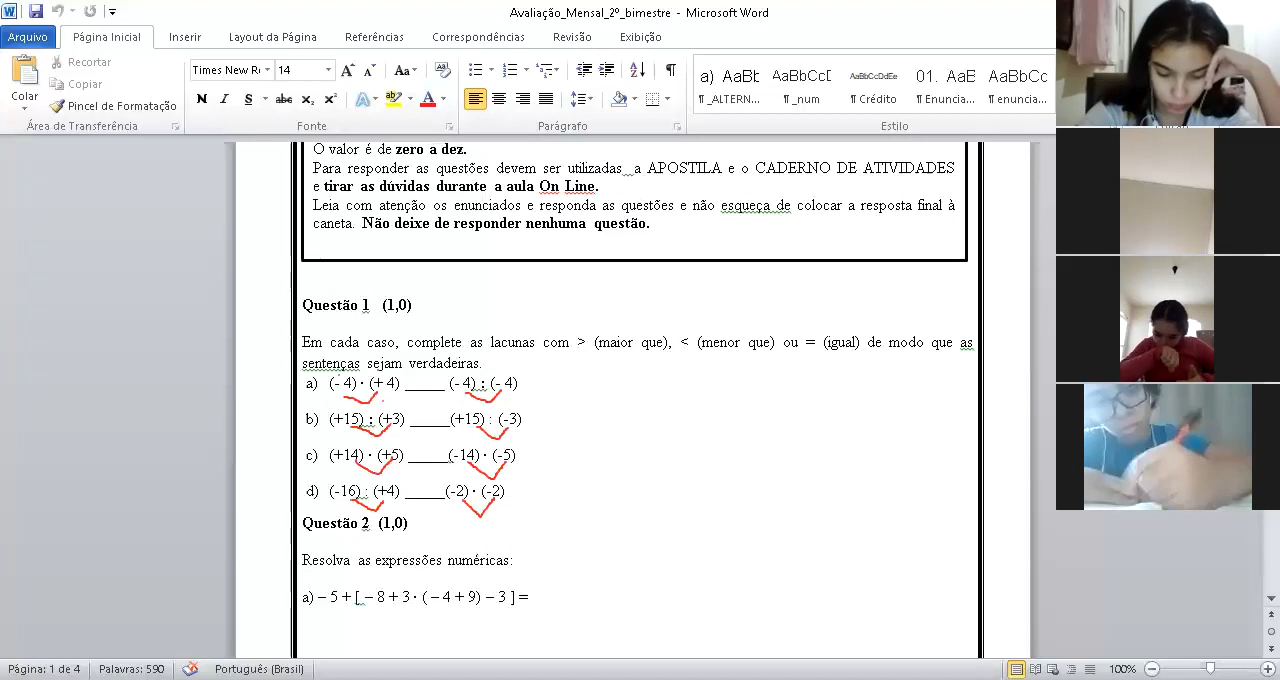 Avaliação_Mensal_2º_bimestre - Microsoft Word
Arquivo Página Inicial Inserir Layout da Página Referências Correspondências Revisão Exibição
Colar
Recortar
Copiar
Pincel de Formatação
Área de Transferência
Times New R 14
N I S abc x₂ x²
Fonte
Parágrafo
a) AaBb AaBbCcD AaBbCcDdEe 01. AaE AaBbCc
¶ _ALTERN... ¶ _num ¶ Crédito ¶ Enuncia... ¶ enuncia...
Estilo
O valor é de zero a dez.
Para responder as questões devem ser utilizadas a APOSTILA e o CADERNO DE ATIVIDADES
e tirar as dúvidas durante a aula On Line.
Leia com atenção os enunciados e responda as questões e não esqueça de colocar a resposta final à
caneta. Não deixe de responder nenhuma questão.
Questão 1 (1,0)
Em cada caso, complete as lacunas com > (maior que), < (menor que) ou = (igual) de modo que as
sentenças sejam verdadeiras.
a) (- 4) · (+ 4) _____ (- 4) : (- 4)
b) (+15) : (+3) _____(+15) : (-3)
c) (+14) · (+5) _____(-14) · (-5)
d) (-16) : (+4) _____(-2) · (-2)
Questão 2 (1,0)
Resolva as expressões numéricas:
a) – 5 + [ – 8 + 3 · ( – 4 + 9) – 3 ] =
Página: 1 de 4 Palavras: 590 Português (Brasil) 100%